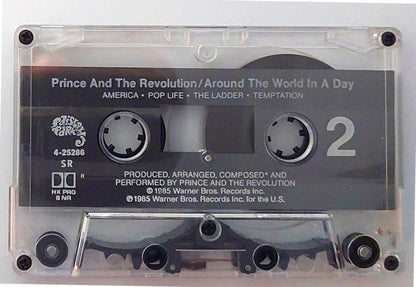 Prince And The Revolution/Around The World In A Day
AMERICA • POP LIFE • THE LADDER • TEMPTATION
PAISLEY PARK
4-25286
SR
2
HX PRO
B NR
PRODUCED, ARRANGED, COMPOSED* AND
PERFORMED BY PRINCE AND THE REVOLUTION
©1985 Warner Bros. Records Inc.
℗1985 Warner Bros. Records Inc. for the U.S.